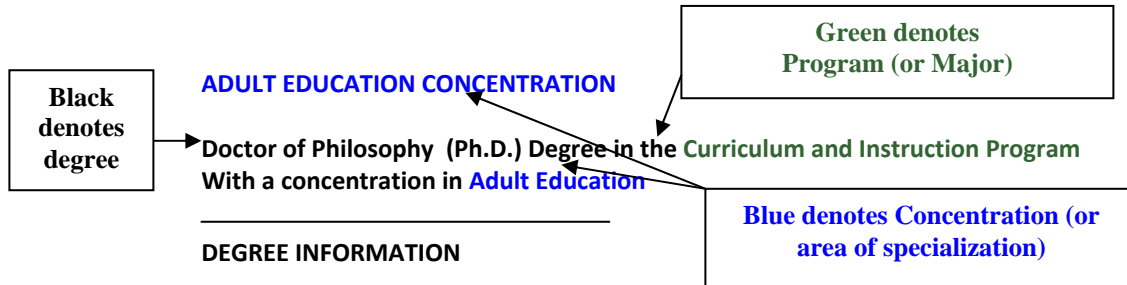 Green denotes
Program (or Major)
ADULT EDUCATION CONCENTRATION
Black
denotes
degree
Doctor of Philosophy (Ph.D.) Degree in the Curriculum and Instruction Program
With a concentration in Adult Education
Blue denotes Concentration (or
area of specialization)
DEGREE INFORMATION